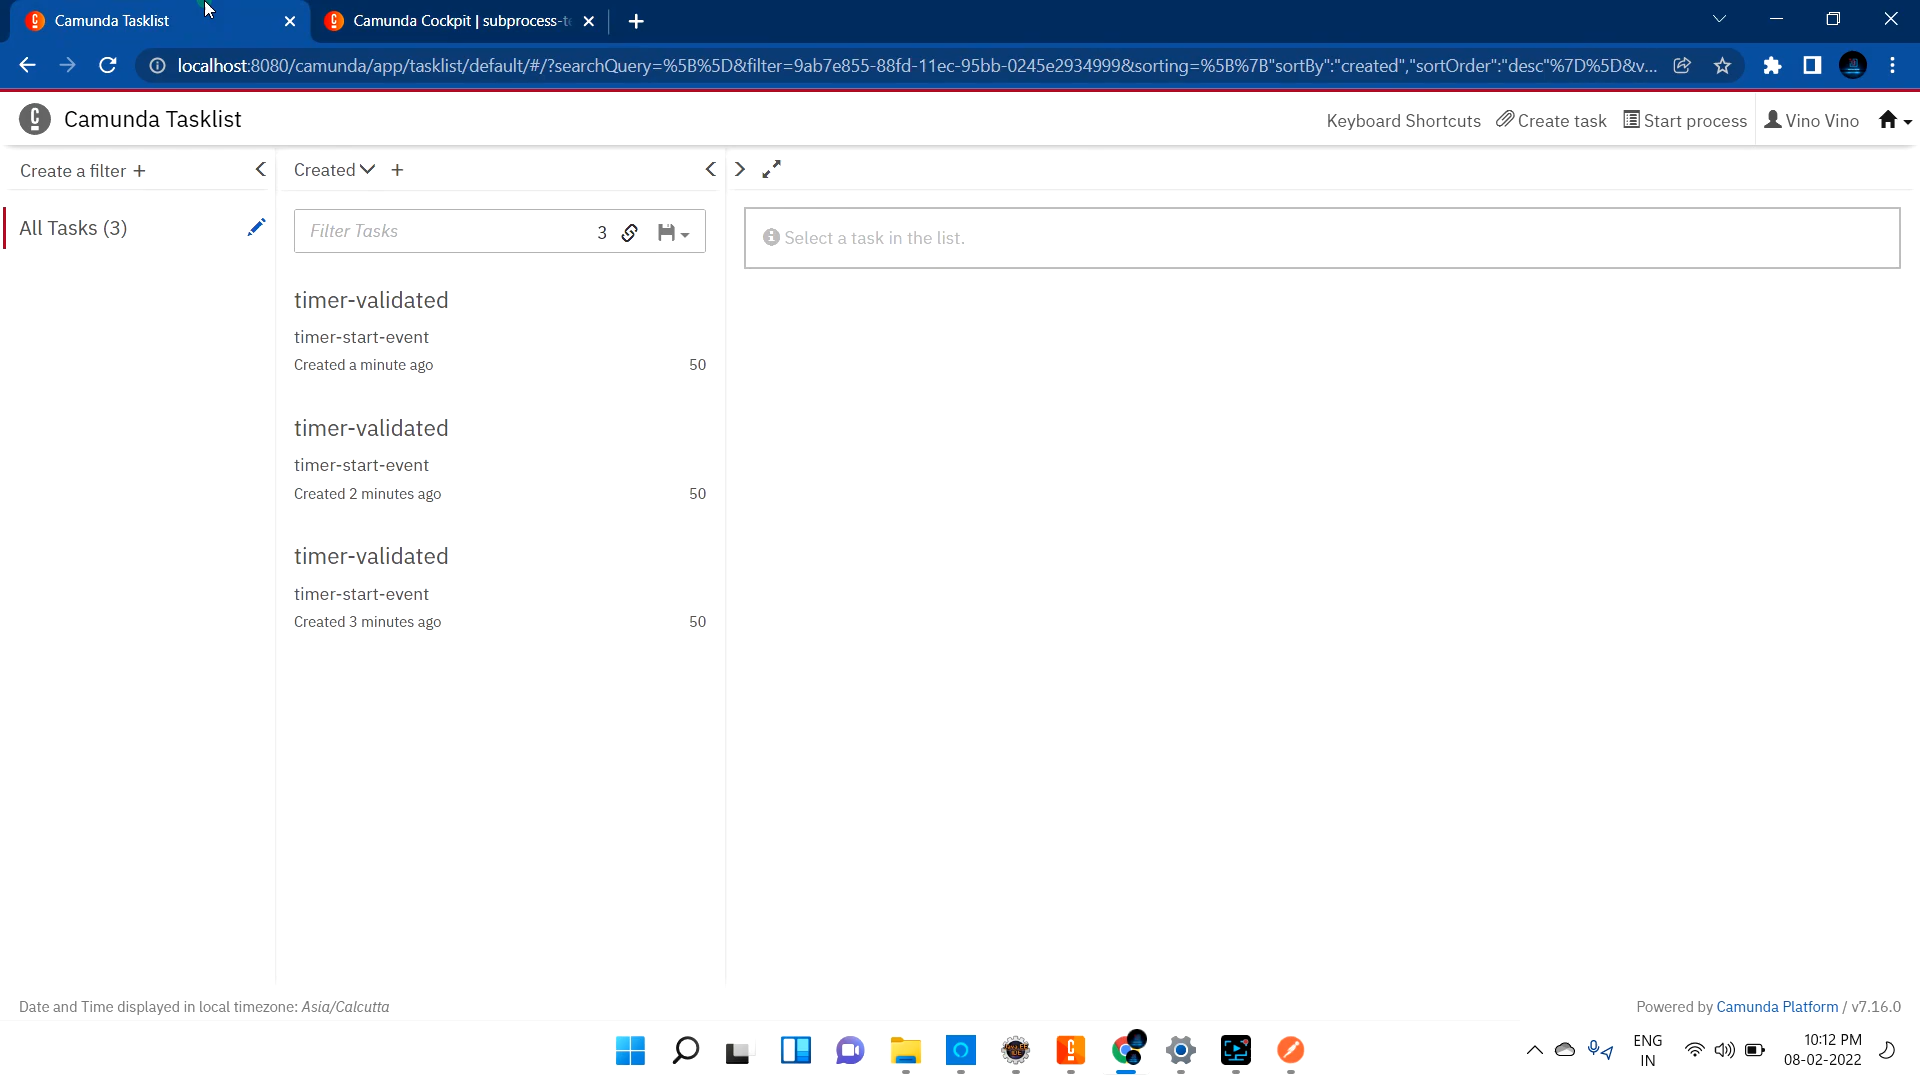 Camunda Tasklist
Camunda Cockpit | subprocess-t
localhost:8080/camunda/app/tasklist/default/#/?searchQuery=%5B%5D&filter=9ab7e855-88fd-11ec-95bb-0245e2934999&sorting=%5B%7B"sortBy":"created","sortOrder":"desc"%7D%5D&v...
Camunda Tasklist
Keyboard Shortcuts Create task Start process Vino Vino
Create a filter +
Created +
All Tasks (3)
Filter Tasks 3
Select a task in the list.
timer-validated
timer-start-event
Created a minute ago 50
timer-validated
timer-start-event
Created 2 minutes ago 50
timer-validated
timer-start-event
Created 3 minutes ago 50
Date and Time displayed in local timezone: Asia/Calcutta
Powered by Camunda Platform / v7.16.0
ENG
IN
10:12 PM
08-02-2022